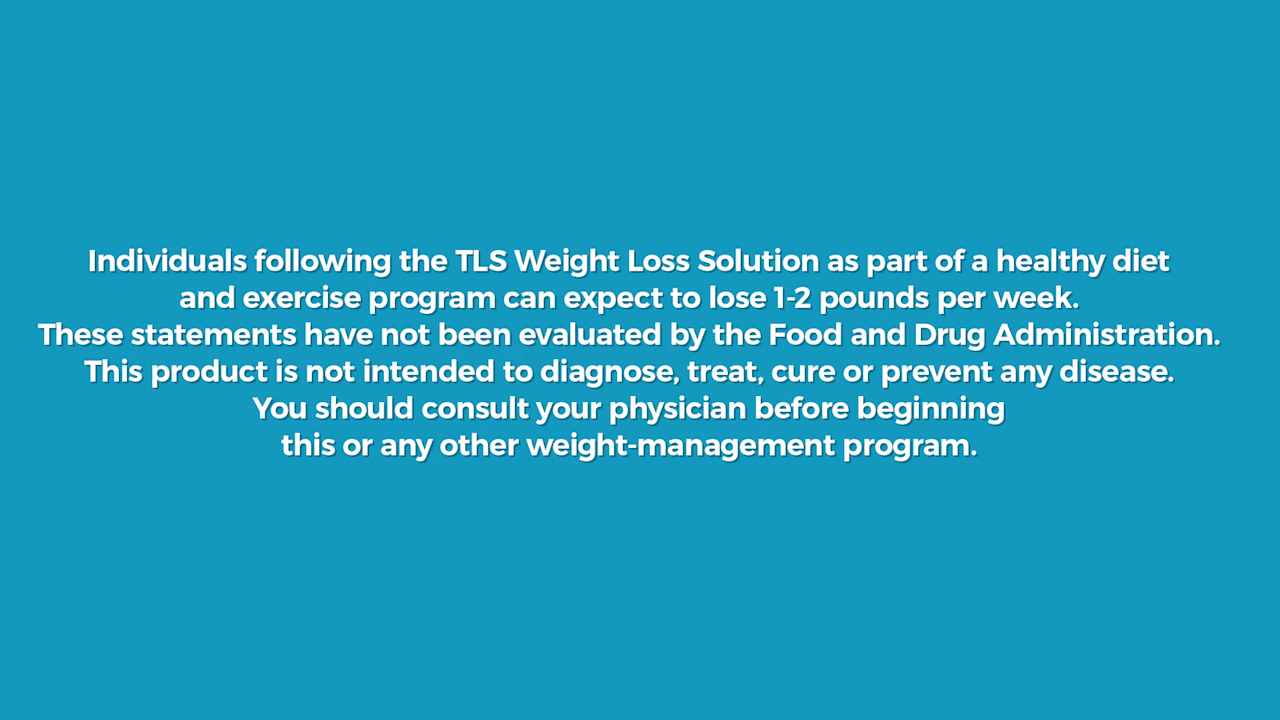 Individuals following the TLS Weight Loss Solution as part of a healthy diet
and exercise program can expect to lose 1-2 pounds per week.
These statements have not been evaluated by the Food and Drug Administration.
This product is not intended to diagnose, treat, cure or prevent any disease.
You should consult your physician before beginning
this or any other weight-management program.